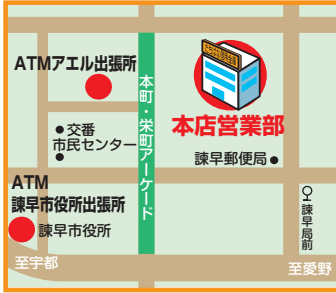 ATMアエル出張所
本町・栄町アーケード
本店営業部
交番
市民センター
諫早郵便局
ATM
諫早市役所出張所
諫早市役所
諫早局前
至宇都
至愛野